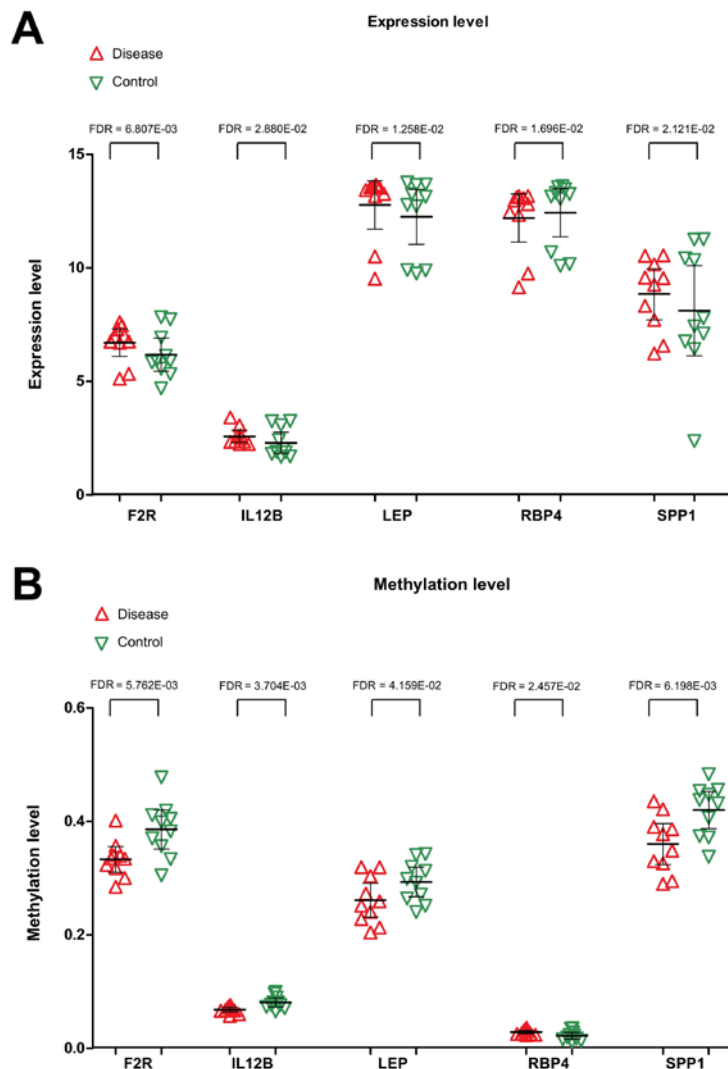 A
Expression level
Disease
Control
FDR = 6.807E-03 FDR = 2.880E-02 FDR = 1.258E-02 FDR = 1.696E-02 FDR = 2.121E-02
Expression level
15
10
5
0
F2R IL12B LEP RBP4 SPP1
B
Methylation level
Disease
Control
FDR = 5.762E-03 FDR = 3.704E-03 FDR = 4.159E-02 FDR = 2.457E-02 FDR = 6.198E-03
Methylation level
0.6
0.4
0.2
0.0
F2R IL12B LEP RBP4 SPP1